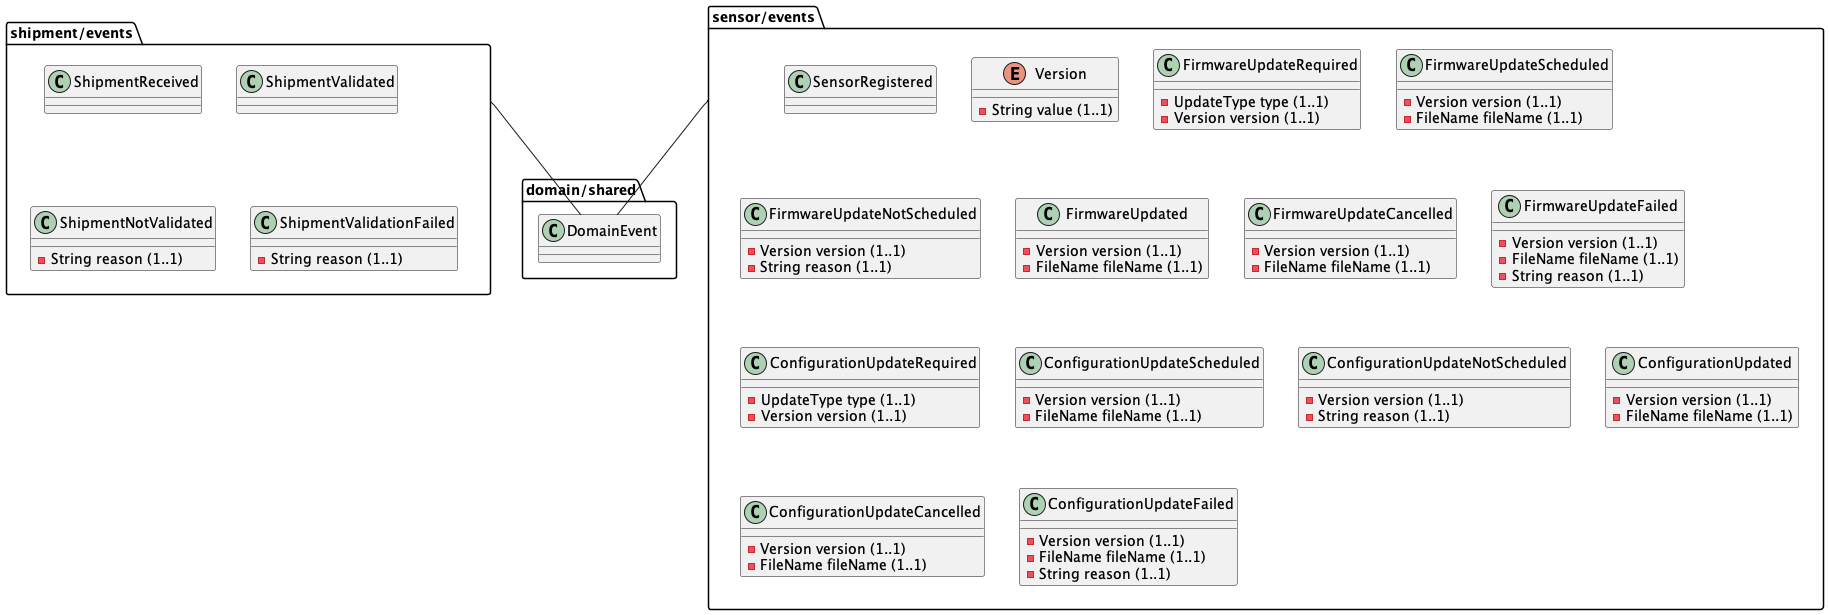 shipment/events
C ShipmentReceived
C ShipmentValidated
C ShipmentNotValidated
String reason (1..1)
C ShipmentValidationFailed
String reason (1..1)
domain/shared
C DomainEvent
sensor/events
C SensorRegistered
E Version
String value (1..1)
C FirmwareUpdateRequired
UpdateType type (1..1)
Version version (1..1)
C FirmwareUpdateScheduled
Version version (1..1)
FileName fileName (1..1)
C FirmwareUpdateNotScheduled
Version version (1..1)
String reason (1..1)
C FirmwareUpdated
Version version (1..1)
FileName fileName (1..1)
C FirmwareUpdateCancelled
Version version (1..1)
FileName fileName (1..1)
C FirmwareUpdateFailed
Version version (1..1)
FileName fileName (1..1)
String reason (1..1)
C ConfigurationUpdateRequired
UpdateType type (1..1)
Version version (1..1)
C ConfigurationUpdateScheduled
Version version (1..1)
FileName fileName (1..1)
C ConfigurationUpdateNotScheduled
Version version (1..1)
String reason (1..1)
C ConfigurationUpdated
Version version (1..1)
FileName fileName (1..1)
C ConfigurationUpdateCancelled
Version version (1..1)
FileName fileName (1..1)
C ConfigurationUpdateFailed
Version version (1..1)
FileName fileName (1..1)
String reason (1..1)